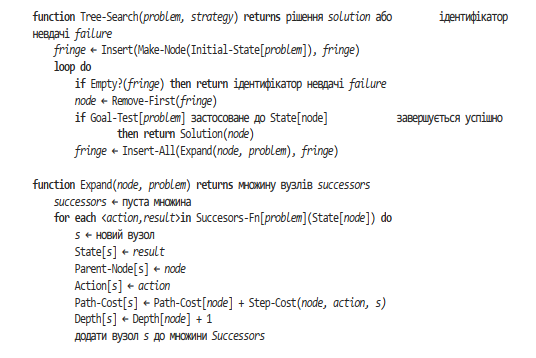 function Tree-Search(problem, strategy) returns рішення solution або ідентифікатор
невдачі failure
fringe ← Insert(Make-Node(Initial-State[problem]), fringe)
loop do
if Empty?(fringe) then return ідентифікатор невдачі failure
node ← Remove-First(fringe)
if Goal-Test[problem] застосоване до State[node] завершується успішно
then return Solution(node)
fringe ← Insert-All(Expand(node, problem), fringe)
function Expand(node, problem) returns множину вузлів successors
successors ← пуста множина
for each <action,result>in Succesors-Fn[problem](State[node]) do
s ← новий вузол
State[s] ← result
Parent-Node[s] ← node
Action[s] ← action
Path-Cost[s] ← Path-Cost[node] + Step-Cost(node, action, s)
Depth[s] ← Depth[node] + 1
додати вузол s до множини Successors